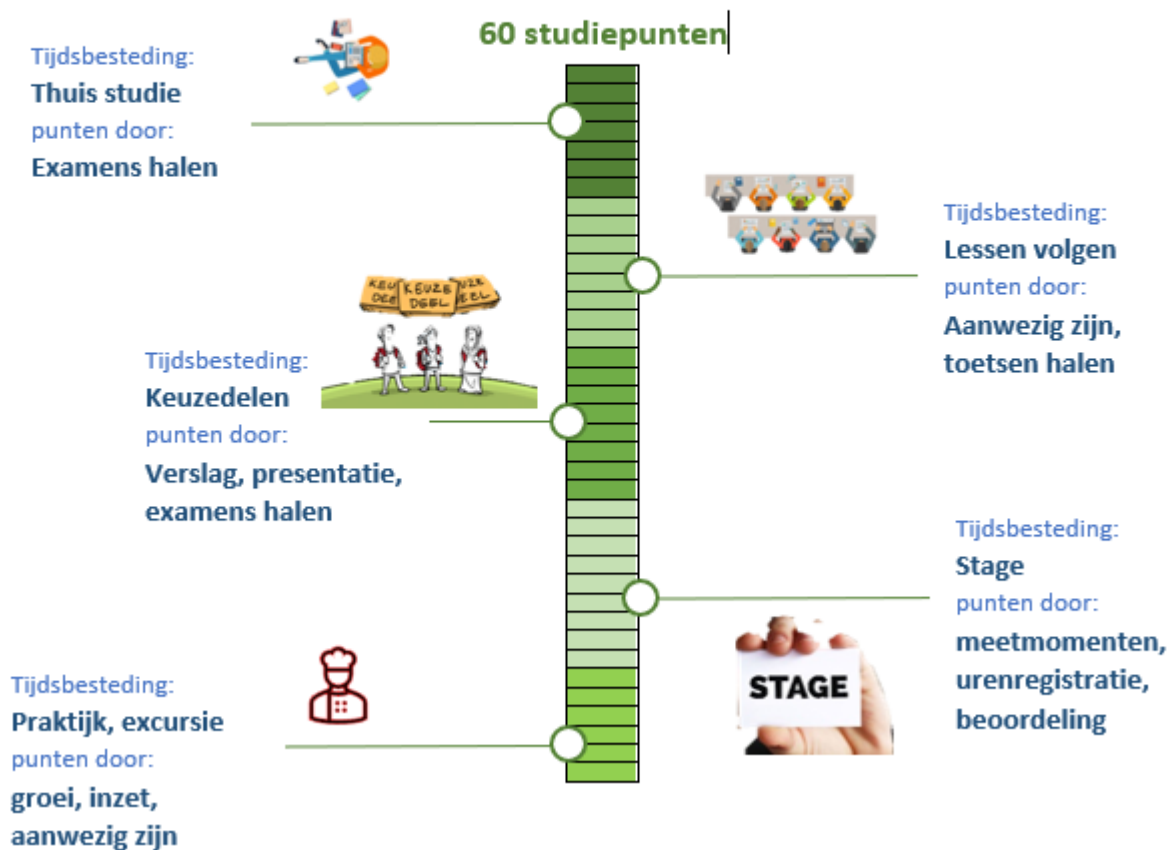 60 studiepunten
Tijdsbesteding:
Thuis studie
punten door:
Examens halen
Tijdsbesteding:
Lessen volgen
punten door:
Aanwezig zijn,
toetsen halen
KEUZE
DEEL
Tijdsbesteding:
Keuzedelen
punten door:
Verslag, presentatie,
examens halen
Tijdsbesteding:
Stage
punten door:
meetmomenten,
urenregistratie,
beoordeling
STAGE
Tijdsbesteding:
Praktijk, excursie
punten door:
groei, inzet,
aanwezig zijn